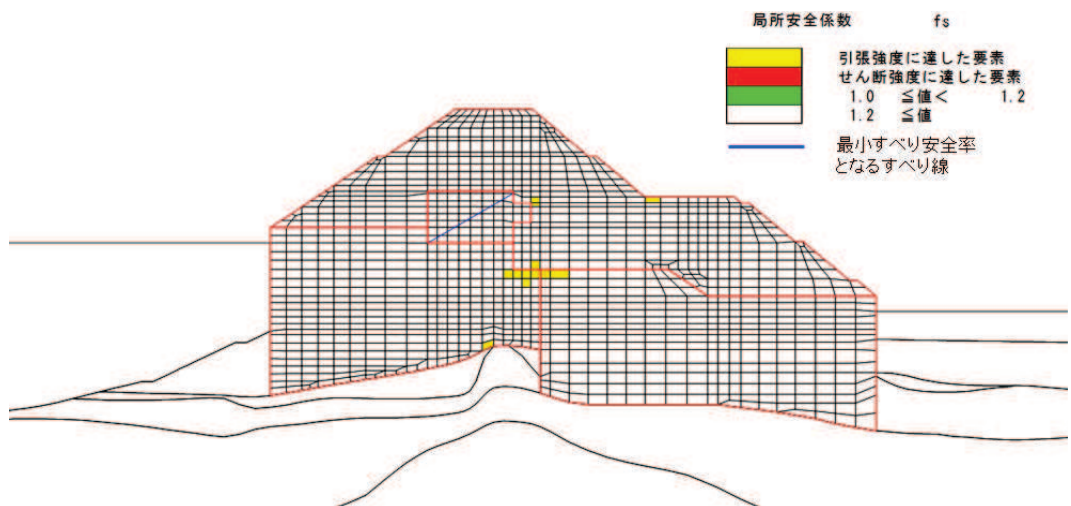 局所安全係数 fs
引張強度に達した要素
せん断強度に達した要素
1.0 ≦値< 1.2
1.2 ≦値
最小すべり安全率
となるすべり線